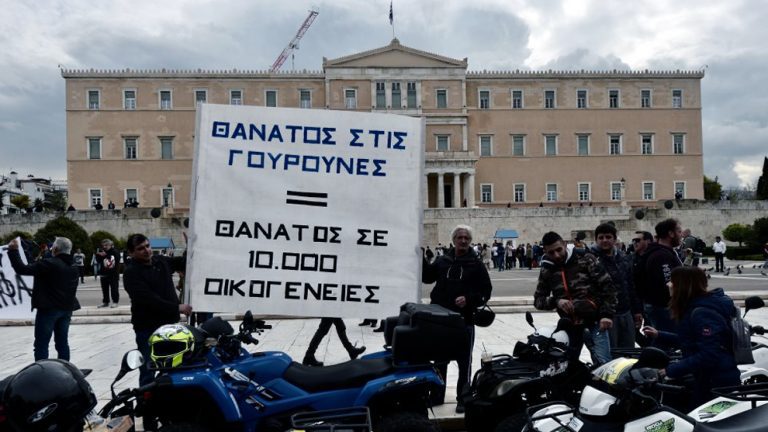 ΘΑΝΑΤΟΣ ΣΤΙΣ
ΓΟΥΡΟΥΝΕΣ
=
ΘΑΝΑΤΟΣ ΣΕ
10.000
ΟΙΚΟΓΕΝΕΙΕΣ